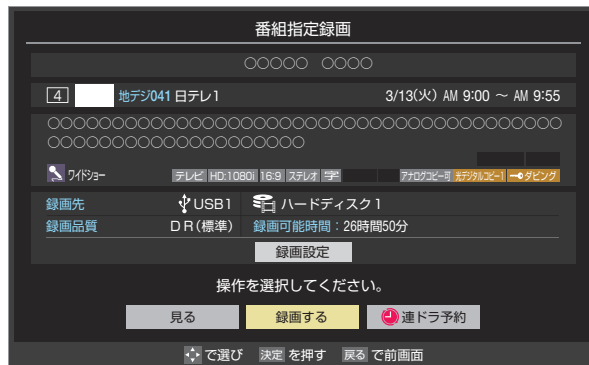 番組指定録画
○○○○○ ○○○○
4 地デジ041 日テレ1 3/13(火) AM 9:00 ～ AM 9:55
○○○○○○○○○○○○○○○○○○○○○○○○○○○○○○○○○○○○○○○○
○○○○○○○○○○○○○○○○○○○○
ワイドショー テレビ HD:1080i 16:9 ステレオ 字 アナログコピー可 光デジタルコピー1 ダビング
録画先 USB1 ハードディスク1
録画品質 DR(標準) 録画可能時間:26時間50分
録画設定
操作を選択してください。
見る 録画する 連ドラ予約
で選び 決定 を押す 戻る で前画面